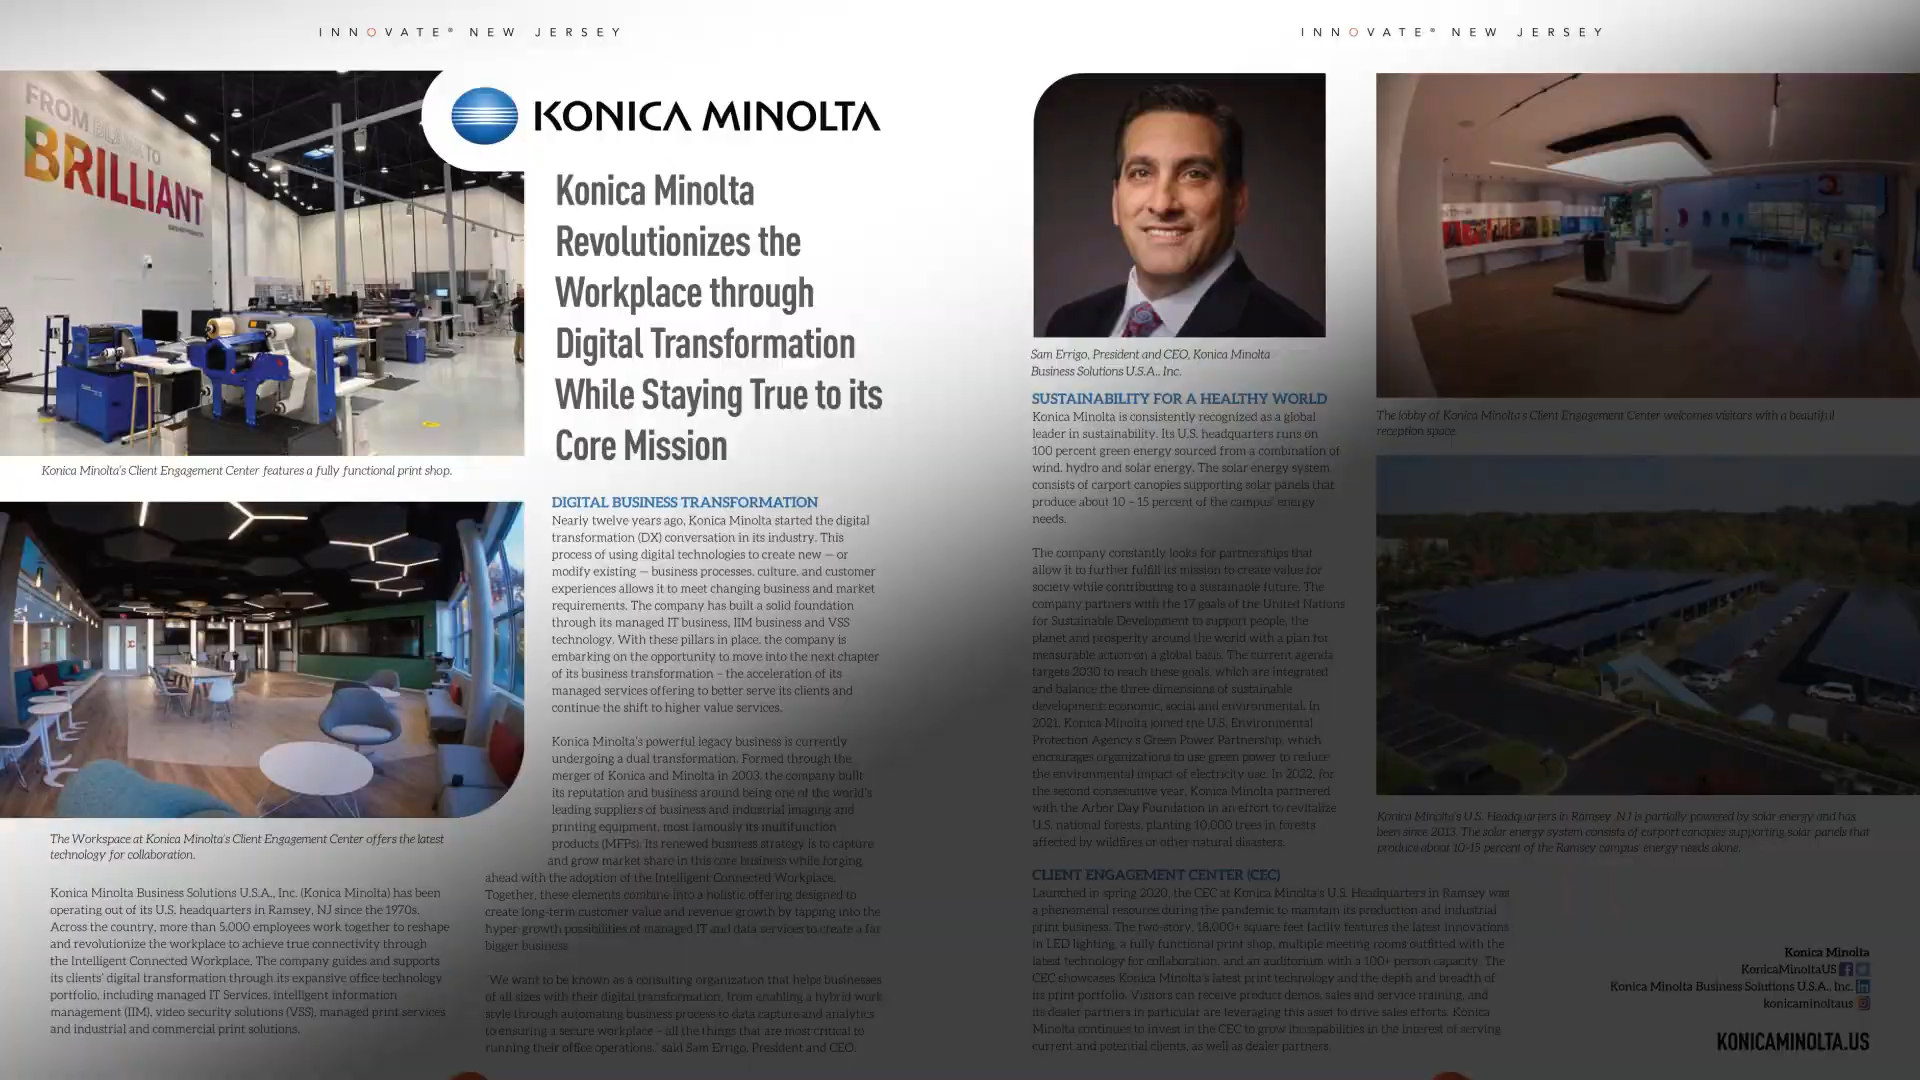 INNOVATE® NEW JERSEY
FROM BLANK TO
BRILLIANT
KONICA MINOLTA
Konica Minolta
Revolutionizes the
Workplace through
Digital Transformation
While Staying True to its
Core Mission
Konica Minolta's Client Engagement Center features a fully functional print shop.
The Workspace at Konica Minolta's Client Engagement Center offers the latest
technology for collaboration.
Konica Minolta Business Solutions U.S.A., Inc. (Konica Minolta) has been
operating out of its U.S. headquarters in Ramsey, NJ since the 1970s.
Across the country, more than 5,000 employees work together to reshape
and revolutionize the workplace to achieve true connectivity through
the Intelligent Connected Workplace. The company guides and supports
its clients' digital transformation through its expansive office technology
portfolio, including managed IT Services, intelligent information
management (IIM), video security solutions (VSS), managed print services
and industrial and commercial print solutions.
DIGITAL BUSINESS TRANSFORMATION
Nearly twelve years ago, Konica Minolta started the digital
transformation (DX) conversation in its industry. This
process of using digital technologies to create new — or
modify existing — business processes, culture, and customer
experiences allows it to meet changing business and market
requirements. The company has built a solid foundation
through its managed IT business, IIM business and VSS
technology. With these pillars in place, the company is
embarking on the opportunity to move into the next chapter
of its business transformation – the acceleration of its
managed services offering to better serve its clients and
continue the shift to higher value services.
Konica Minolta's powerful legacy business is currently
undergoing a dual transformation. Formed through the
merger of Konica and Minolta in 2003, the company built
its reputation and business around being one of the world's
leading suppliers of business and industrial imaging and
printing equipment, most famously its multifunction
products (MFPs). Its renewed business strategy is to capture
and grow market share in this core business while forging
ahead with the adoption of the Intelligent Connected Workplace.
Together, these elements combine into a holistic offering designed to
create long-term customer value and revenue growth by tapping into the
hyper-growth possibilities of managed IT and data services to create a far
bigger business.
"We want to be known as a consulting organization that helps businesses
of all sizes with their digital transformation, from enabling a hybrid work
style through automating business process to data capture and analytics
to ensuring a secure workplace – all the things that are most critical to
running their office operations," said Sam Errigo, President and CEO.
INNOVATE® NEW JERSEY
Sam Errigo, President and CEO, Konica Minolta
Business Solutions U.S.A., Inc.
SUSTAINABILITY FOR A HEALTHY WORLD
Konica Minolta is consistently recognized as a global
leader in sustainability. Its U.S. headquarters runs on
100 percent green energy sourced from a combination of
wind, hydro and solar energy. The solar energy system
consists of carport canopies supporting solar panels that
produce about 10 – 15 percent of the campus' energy
needs.
The company constantly looks for partnerships that
allow it to further fulfill its mission to create value for
society while contributing to a sustainable future. The
company partners with the 17 goals of the United Nations
for Sustainable Development to support people, the
planet and prosperity around the world with a plan for
measurable action on a global basis. The current agenda
targets 2030 to reach these goals, which are integrated
and balance the three dimensions of sustainable
development: economic, social and environmental. In
2021, Konica Minolta joined the U.S. Environmental
Protection Agency's Green Power Partnership, which
encourages organizations to use green power to reduce
the environmental impact of electricity use. In 2022, for
the second consecutive year, Konica Minolta partnered
with the Arbor Day Foundation in an effort to revitalize
U.S. national forests, planting 10,000 trees in forests
affected by wildfires or other natural disasters.
CLIENT ENGAGEMENT CENTER (CEC)
Launched in spring 2020, the CEC at Konica Minolta's U.S. Headquarters in Ramsey was
a phenomenal resource during the pandemic to maintain its production and industrial
print business. The two-story, 18,000+ square feet facility features the latest innovations
in LED lighting, a fully functional print shop, multiple meeting rooms outfitted with the
latest technology for collaboration, and an auditorium with a 100+ person capacity. The
CEC showcases Konica Minolta's latest print technology and the depth and breadth of
its print portfolio. Visitors can receive product demos, sales and service training, and
its dealer partners in particular are leveraging this asset to drive sales efforts. Konica
Minolta continues to invest in the CEC to grow its capabilities in the interest of serving
current and potential clients, as well as dealer partners.
The lobby of Konica Minolta's Client Engagement Center welcomes visitors with a beautiful
reception space.
Konica Minolta's U.S. Headquarters in Ramsey, NJ is partially powered by solar energy and has
been since 2013. The solar energy system consists of carport canopies supporting solar panels that
produce about 10-15 percent of the Ramsey campus' energy needs alone.
Konica Minolta
KonicaMinoltaUS
Konica Minolta Business Solutions U.S.A., Inc.
konicaminoltaus
KONICAMINOLTA.US